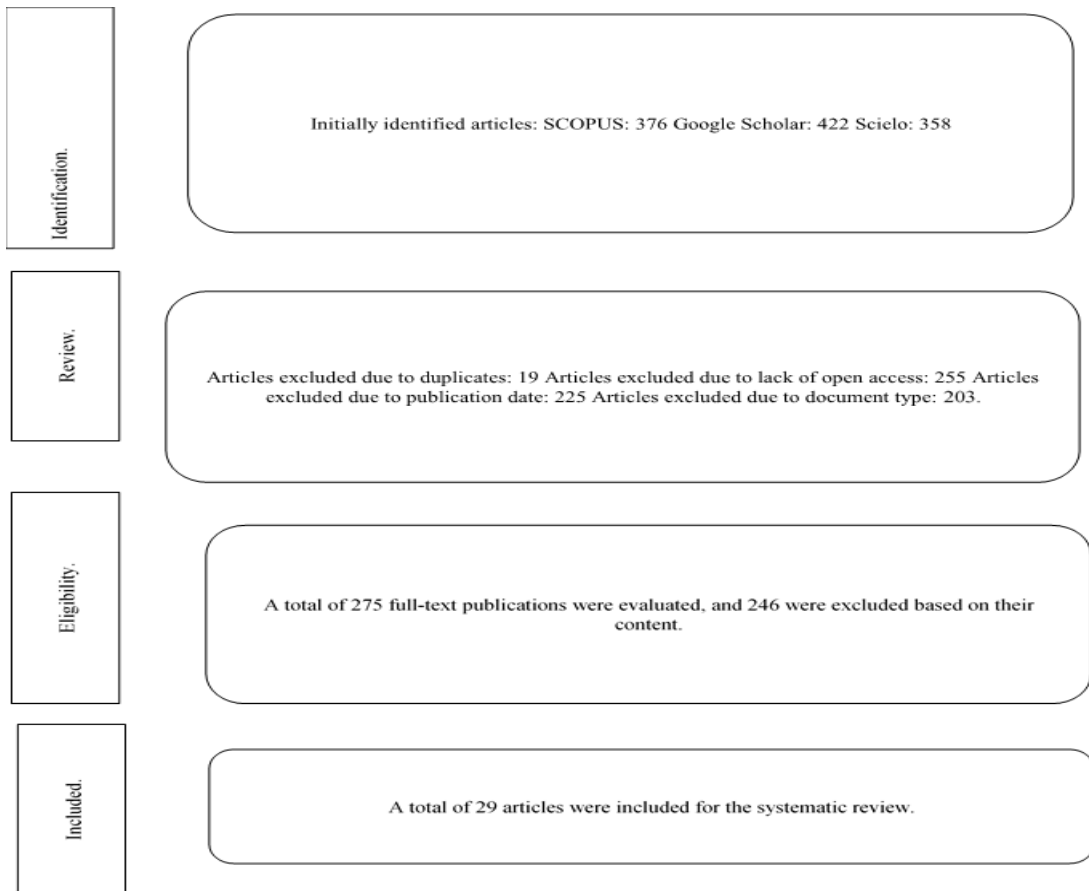 Identification.
Initially identified articles: SCOPUS: 376 Google Scholar: 422 Scielo: 358
Review.
Articles excluded due to duplicates: 19 Articles excluded due to lack of open access: 255 Articles
excluded due to publication date: 225 Articles excluded due to document type: 203.
Eligibility.
A total of 275 full-text publications were evaluated, and 246 were excluded based on their
content.
Included.
A total of 29 articles were included for the systematic review.